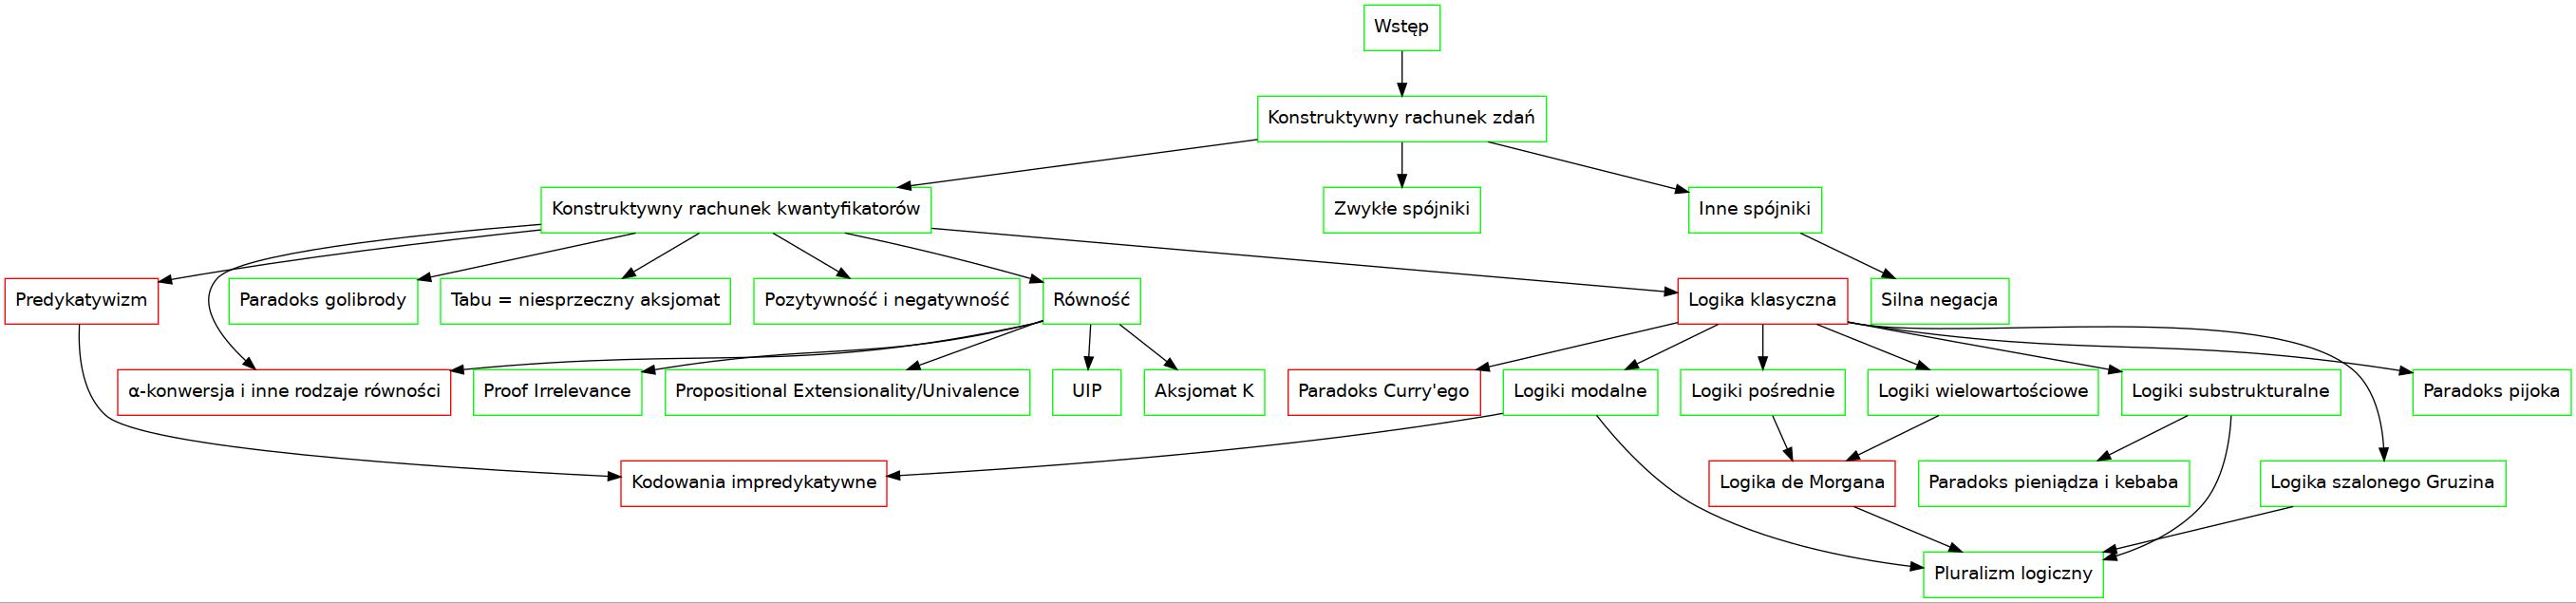 Wstęp
Konstruktywny rachunek zdań
Konstruktywny rachunek kwantyfikatorów
Zwykłe spójniki
Inne spójniki
Predykatywizm
Paradoks golibrody
Tabu = niesprzeczny aksjomat
Pozytywność i negatywność
Równość
Logika klasyczna
Silna negacja
α-konwersja i inne rodzaje równości
Proof Irrelevance
Propositional Extensionality/Univalence
UIP
Aksjomat K
Paradoks Curry'ego
Logiki modalne
Logiki pośrednie
Logiki wielowartościowe
Logiki substrukturalne
Paradoks pijoka
Kodowania impredykatywne
Logika de Morgana
Paradoks pieniądza i kebaba
Logika szalonego Gruzina
Pluralizm logiczny